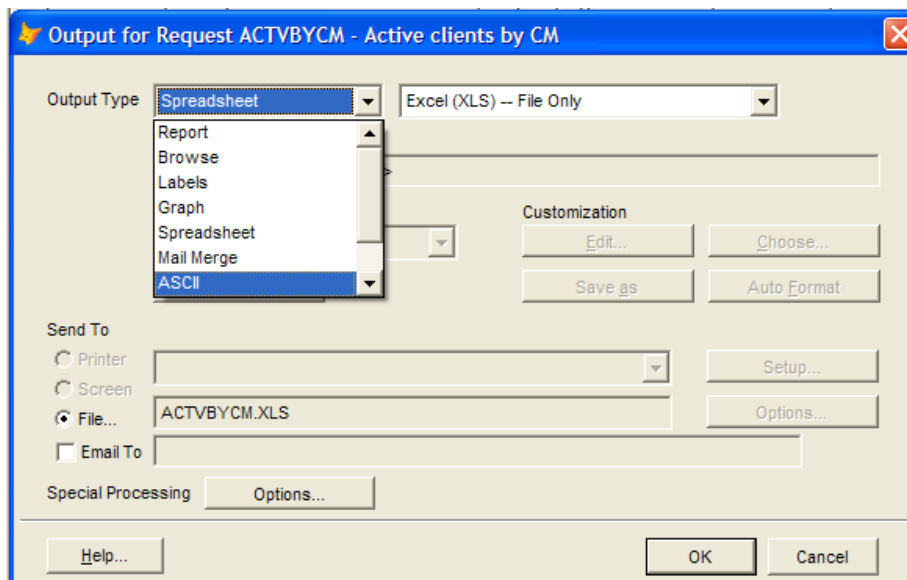 Output for Request ACTVBYCM - Active clients by CM
Output Type Spreadsheet Excel (XLS) -- File Only
Report
Browse
Labels
Graph
Spreadsheet
Mail Merge
ASCII
>
Customization
Edit... Choose...
Save as Auto Format
Send To
Printer Setup...
Screen
File... ACTVBYCM.XLS Options...
Email To
Special Processing Options...
Help... OK Cancel